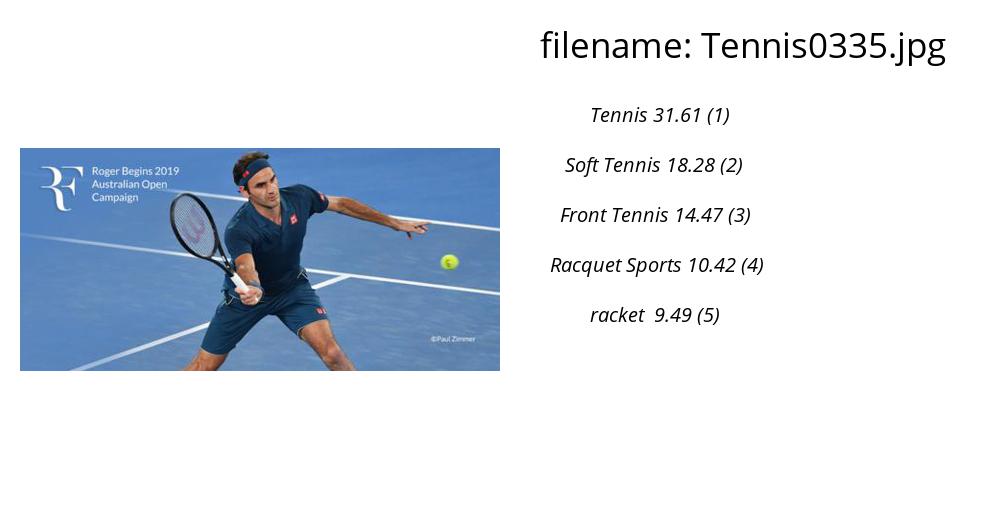 filename: Tennis0335.jpg
Tennis 31.61 (1)
Soft Tennis 18.28 (2)
Front Tennis 14.47 (3)
Racquet Sports 10.42 (4)
racket 9.49 (5)
RF
Roger Begins 2019
Australian Open
Campaign
©Paul Zimmer